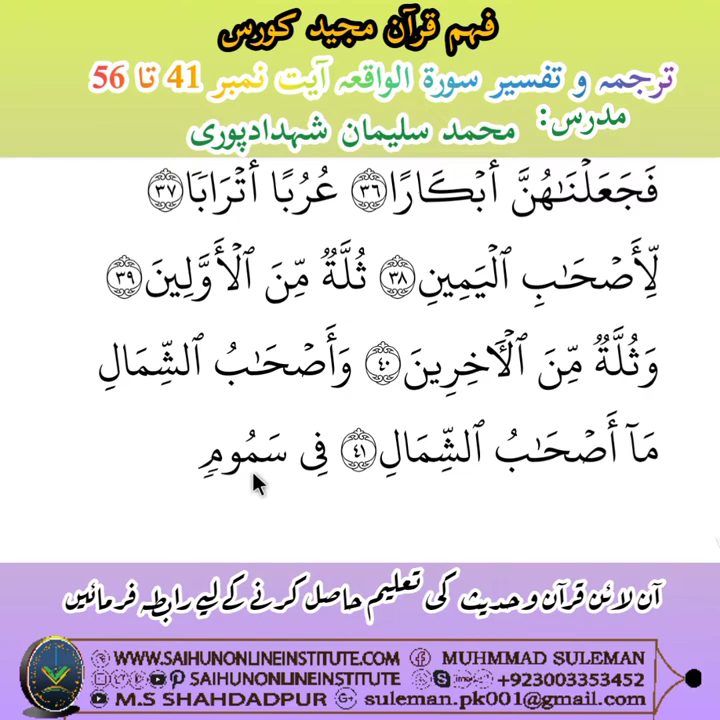 فہم قرآن مجید کورس
ترجمہ و تفسیر سورۃ الواقعہ آیت نمبر 41 تا 56
مدرس: محمد سلیمان شہدادپوری
فَجَعَلْنَـٰهُنَّ أَبْكَارًا ٣٦ عُرُبًا أَتْرَابًا ٣٧
لِّأَصْحَـٰبِ ٱلْيَمِينِ ٣٨ ثُلَّةٌ مِّنَ ٱلْأَوَّلِينَ ٣٩
وَثُلَّةٌ مِّنَ ٱلْـَٔاخِرِينَ ٤٠ وَأَصْحَـٰبُ ٱلشِّمَالِ
مَآ أَصْحَـٰبُ ٱلشِّمَالِ ٤١ فِى سَمُومٍ
آن لائن قرآن و حدیث کی تعلیم حاصل کرنے کے لیے رابطہ فرمائیں
WWW.SAIHUNONLINEINSTITUTE.COM MUHMMAD SULEMAN
SAIHUNONLINEINSTITUTE imo +923003353452
M.S SHAHDADPUR suleman.pk001@gmail.com